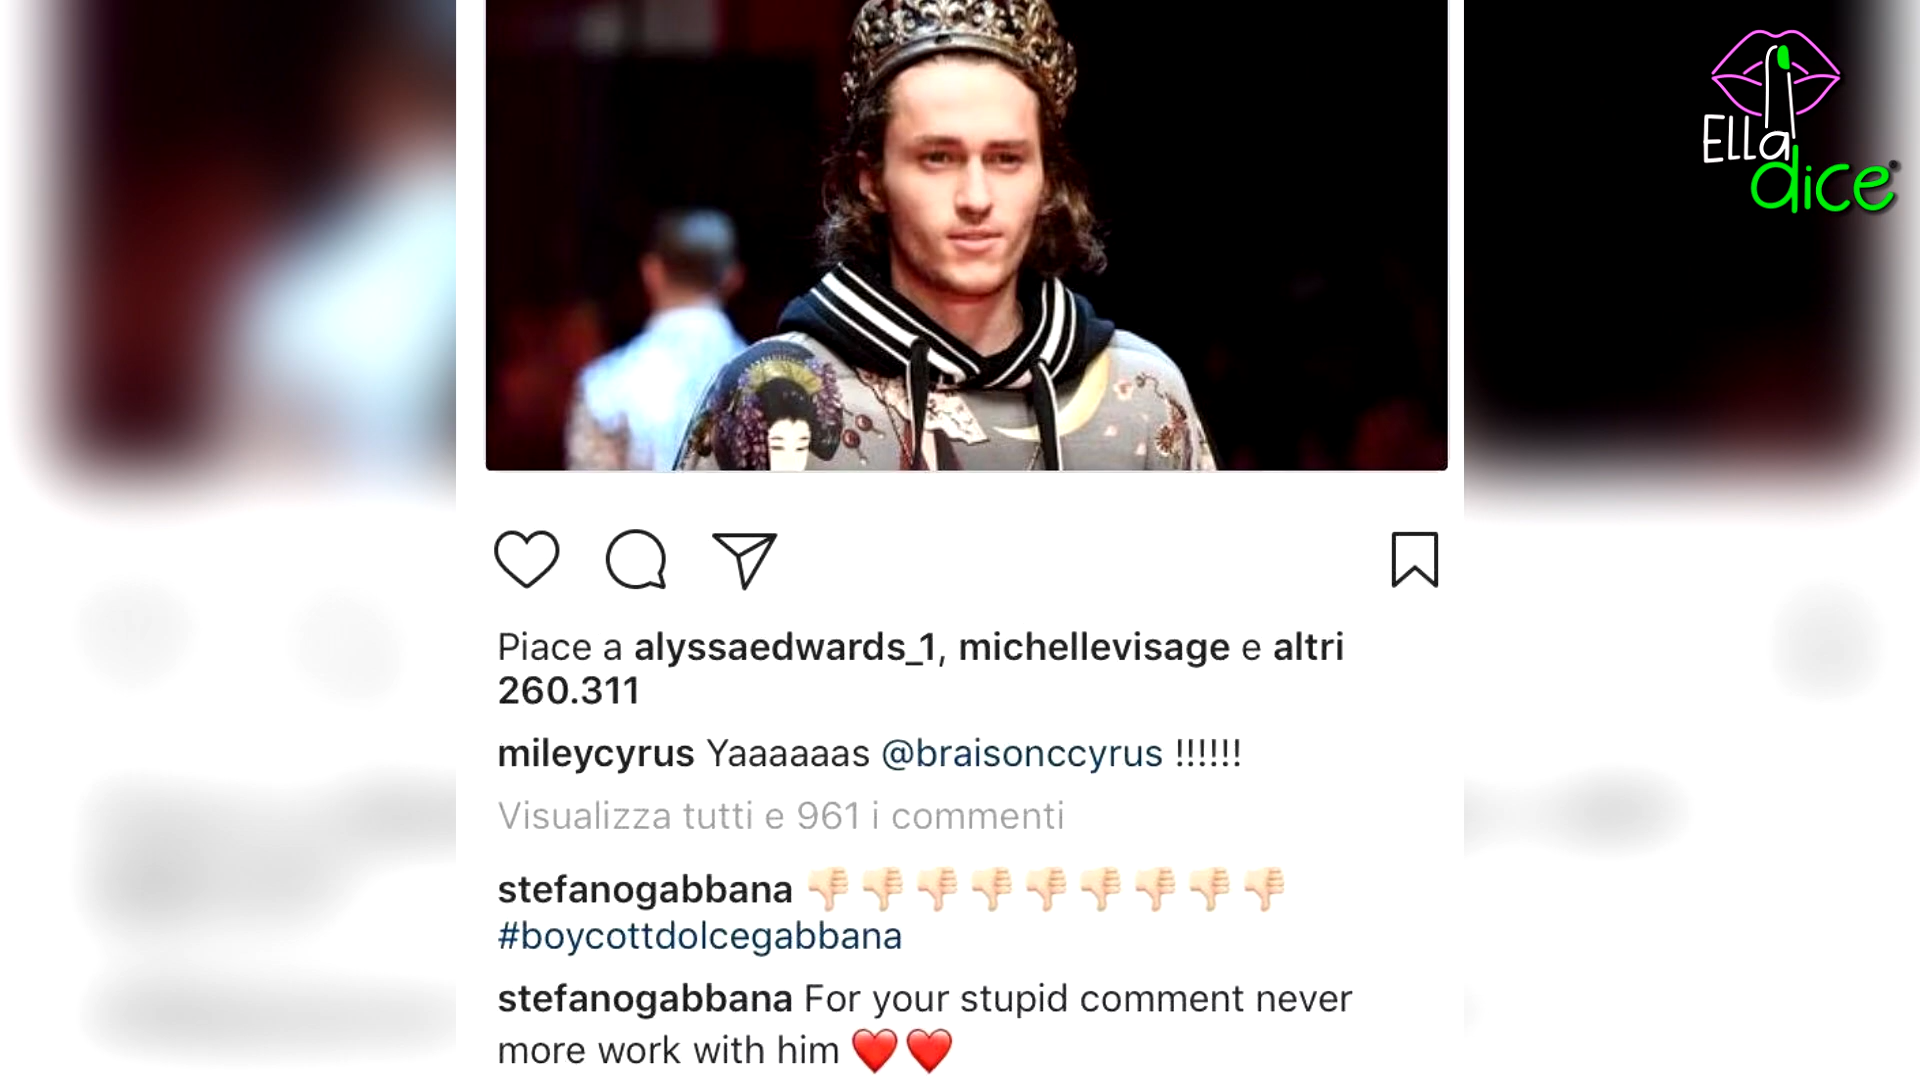 ELLa
dice
Piace a alyssaedwards_1, michellevisage e altri
260.311
mileycyrus Yaaaaaas @braisonccyrus !!!!!!
Visualizza tutti e 961 i commenti
stefanogabbana 👎🏻👎🏻👎🏻👎🏻👎🏻👎🏻👎🏻👎🏻👎🏻
#boycottdolcegabbana
stefanogabbana For your stupid comment never
more work with him ❤️❤️